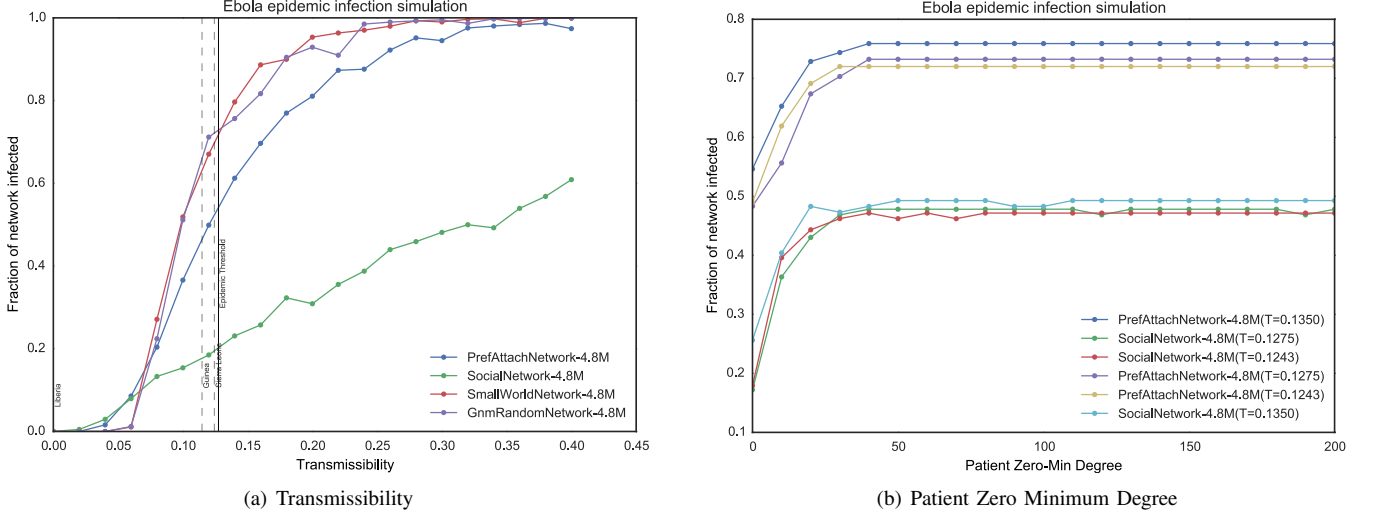 Ebola epidemic infection simulation
1.0
0.8
0.6
0.4
0.2
0.0
Fraction of network infected
Liberia
Guinea
Sierra Leone
Epidemic Threshold
PrefAttachNetwork-4.8M
SocialNetwork-4.8M
SmallWorldNetwork-4.8M
GnmRandomNetwork-4.8M
0.00 0.05 0.10 0.15 0.20 0.25 0.30 0.35 0.40 0.45
Transmissibility
(a) Transmissibility
Ebola epidemic infection simulation
0.8
0.7
0.6
0.5
0.4
0.3
0.2
0.1
Fraction of network infected
PrefAttachNetwork-4.8M(T=0.1350)
SocialNetwork-4.8M(T=0.1275)
SocialNetwork-4.8M(T=0.1243)
PrefAttachNetwork-4.8M(T=0.1275)
PrefAttachNetwork-4.8M(T=0.1243)
SocialNetwork-4.8M(T=0.1350)
0 50 100 150 200
Patient Zero-Min Degree
(b) Patient Zero Minimum Degree